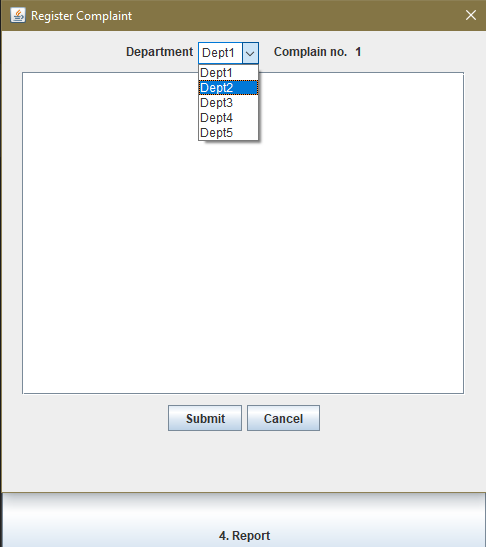 Register Complaint
Department Dept1 Complain no. 1
Dept1
Dept2
Dept3
Dept4
Dept5
Submit Cancel
4. Report